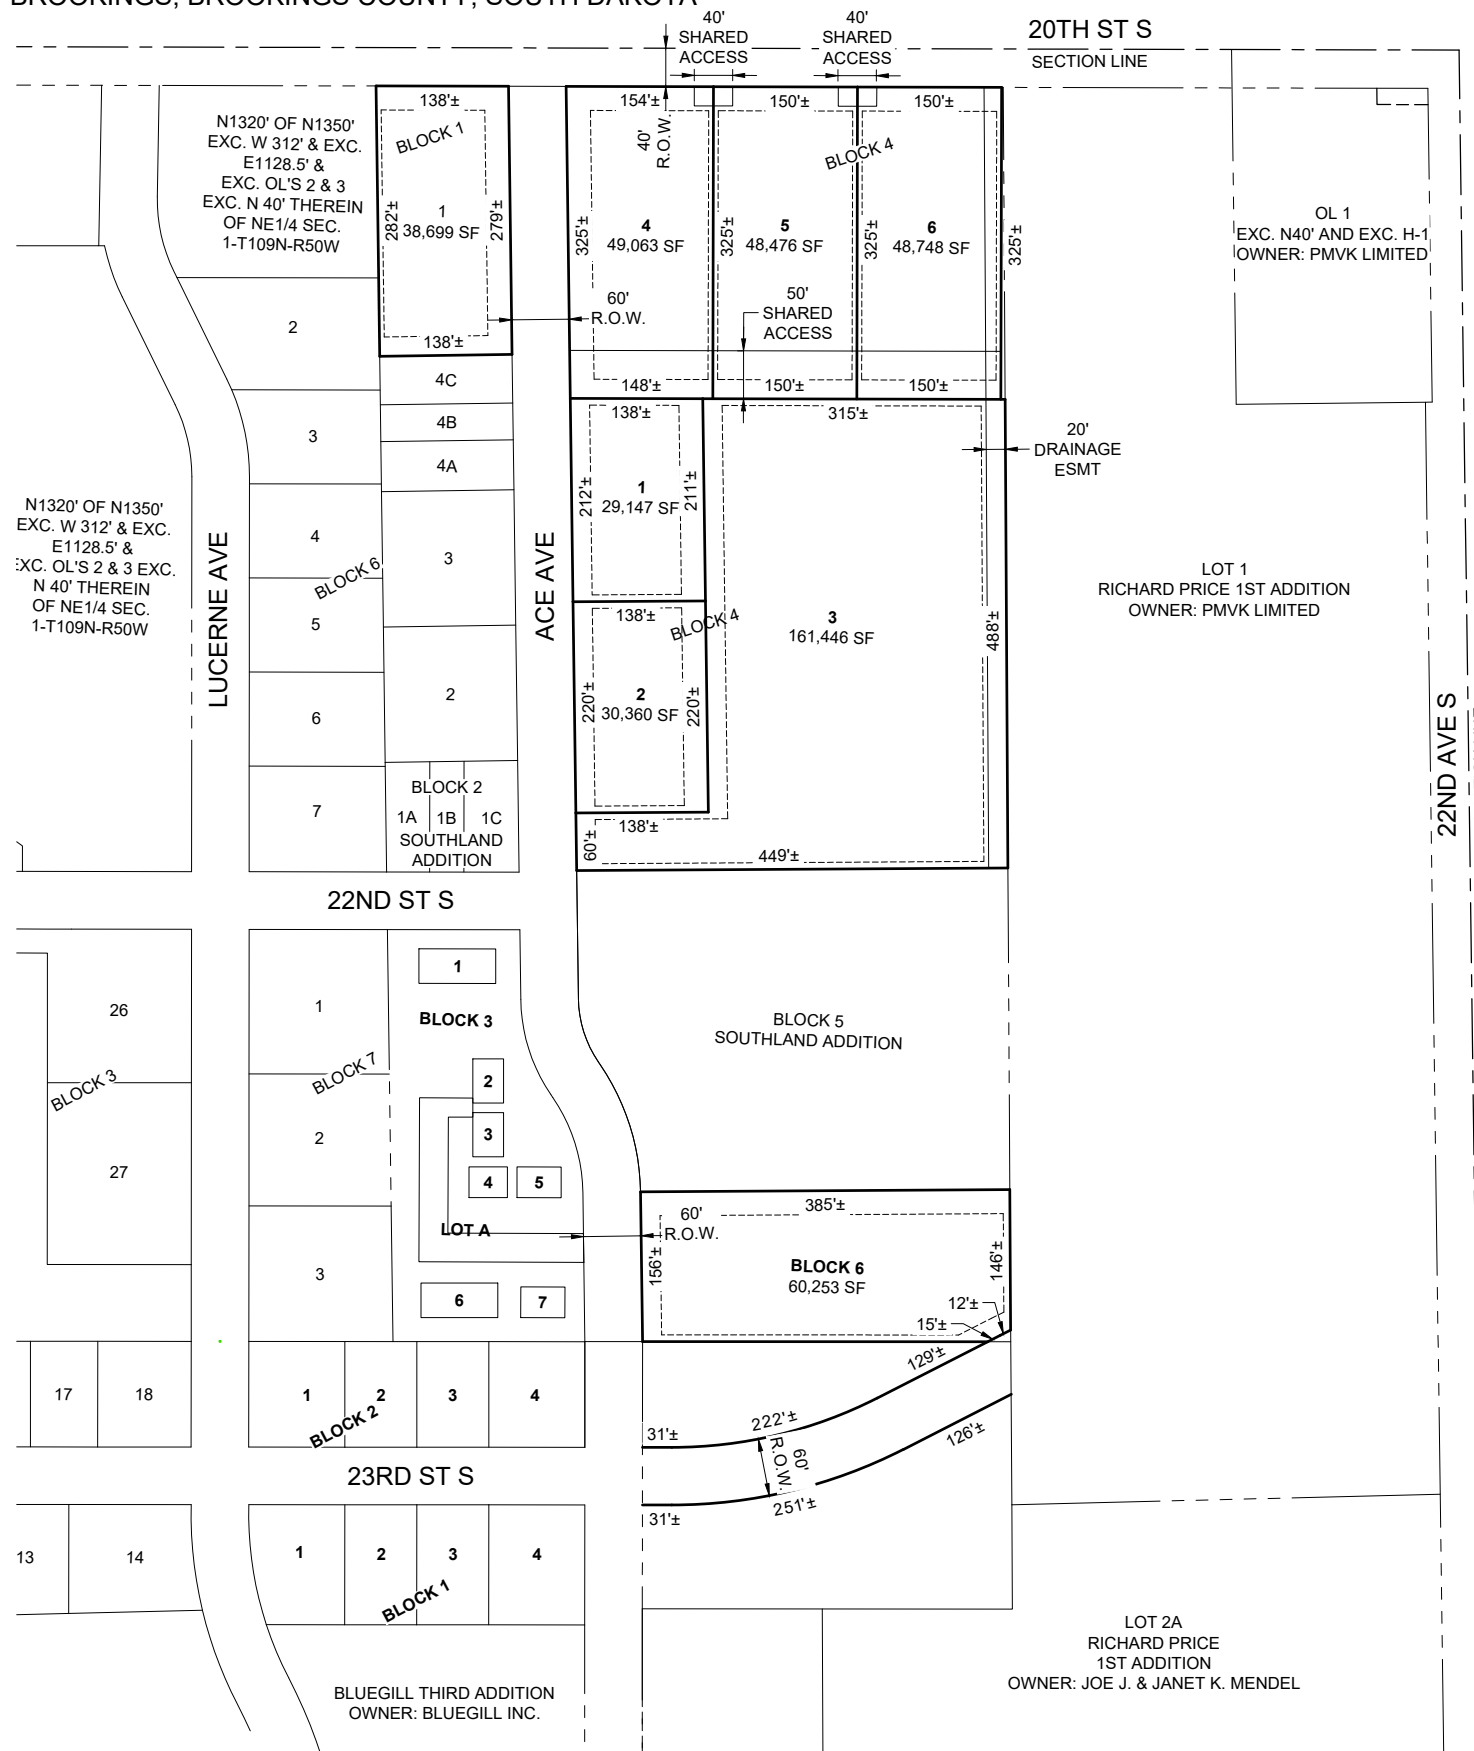 BROOKINGS, BROOKINGS COUNTY, SOUTH DAKOTA
40'
SHARED
ACCESS
40'
SHARED
ACCESS
20TH ST S
SECTION LINE
138'±
154'±
150'±
150'±
N1320' OF N1350'
EXC. W 312' & EXC.
E1128.5' &
EXC. OL'S 2 & 3
EXC. N 40' THEREIN
OF NE1/4 SEC.
1-T109N-R50W
BLOCK 1
40'
R.O.W.
BLOCK 4
282'±
1
38,699 SF
279'±
325'±
4
49,063 SF
325'±
5
48,476 SF
325'±
6
48,748 SF
325'±
OL 1
EXC. N40' AND EXC. H-1
OWNER: PMVK LIMITED
60'
R.O.W.
50'
SHARED
ACCESS
2
138'±
4C
148'±
150'±
150'±
138'±
315'±
4B
3
4A
20'
DRAINAGE
ESMT
N1320' OF N1350'
EXC. W 312' & EXC.
E1128.5' &
EXC. OL'S 2 & 3 EXC.
N 40' THEREIN
OF NE1/4 SEC.
1-T109N-R50W
LUCERNE AVE
4
BLOCK 6
3
ACE AVE
212'±
1
29,147 SF
211'±
LOT 1
RICHARD PRICE 1ST ADDITION
OWNER: PMVK LIMITED
5
138'±
BLOCK 4
3
161,446 SF
488'±
6
2
220'±
2
30,360 SF
220'±
22ND AVE S
7
BLOCK 2
1A
1B
1C
SOUTHLAND
ADDITION
138'±
60'±
449'±
22ND ST S
1
26
1
BLOCK 3
BLOCK 5
SOUTHLAND ADDITION
BLOCK 3
BLOCK 7
2
27
2
3
4
5
LOT A
60'
R.O.W.
385'±
156'±
BLOCK 6
60,253 SF
146'±
3
6
7
12'±
15'±
129'±
17
18
1
2
3
4
BLOCK 2
31'±
222'±
60'
R.O.W.
126'±
23RD ST S
251'±
31'±
13
14
1
2
3
4
BLOCK 1
LOT 2A
RICHARD PRICE
1ST ADDITION
OWNER: JOE J. & JANET K. MENDEL
BLUEGILL THIRD ADDITION
OWNER: BLUEGILL INC.